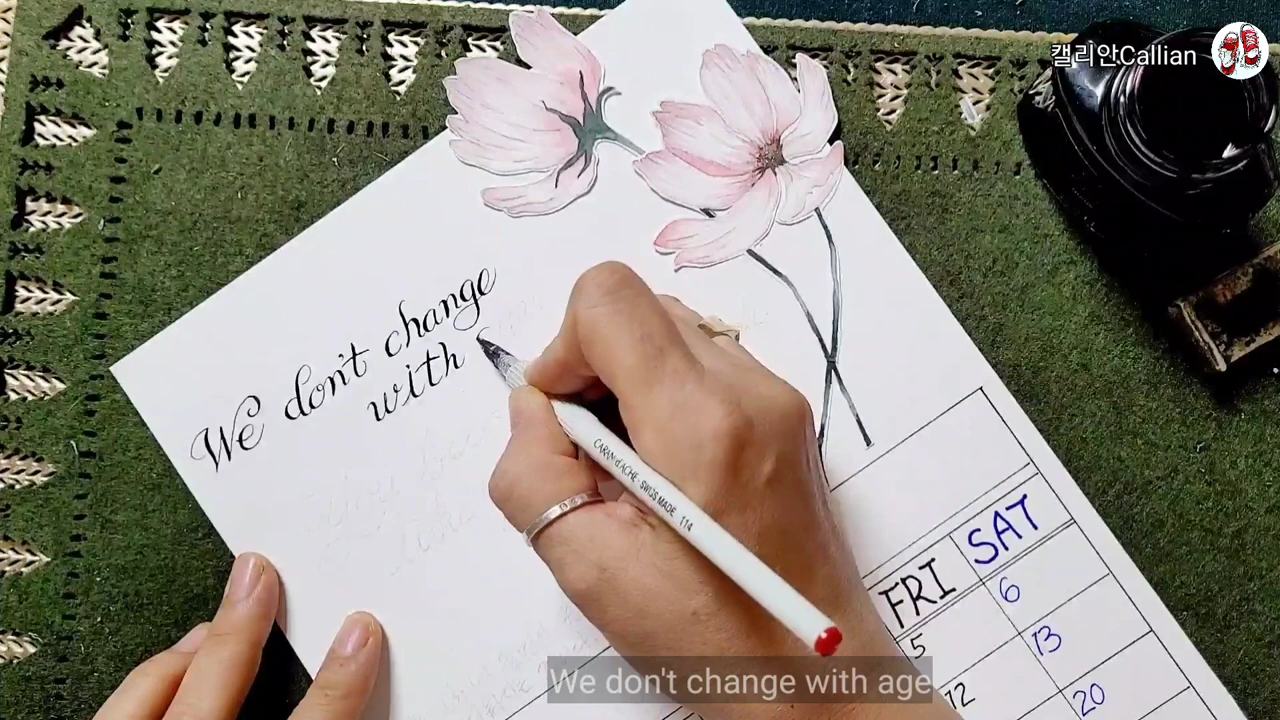 캘리안Callian
We don't change
with
CARAN d'ACHE SWISS MADE 114
FRI SAT
5 6
12 13
20
We don't change with age